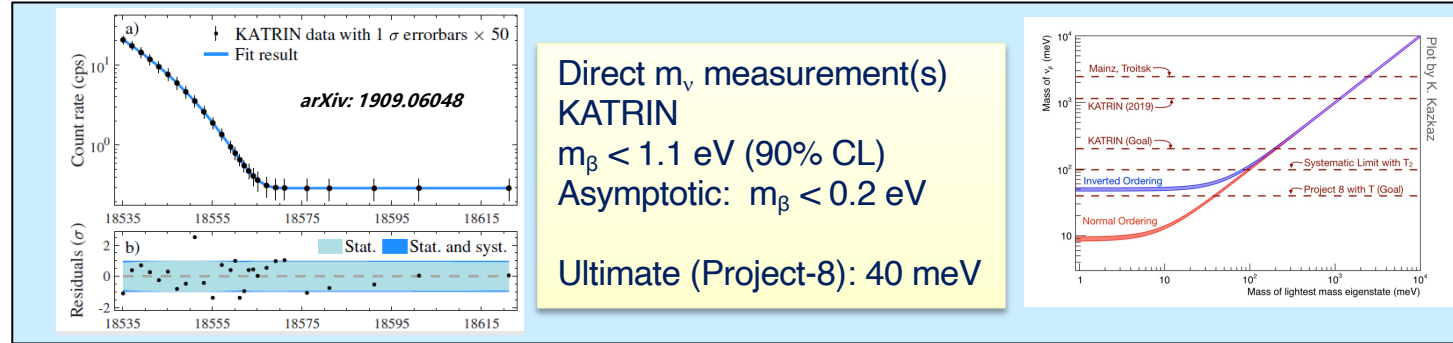 a)
KATRIN data with 1 σ errorbars × 50
Fit result
arXiv: 1909.06048
Count rate (cps)
10¹
10⁰
18535 18555 18575 18595 18615
b)
Stat. Stat. and syst.
Residuals (σ)
2
0
-2
18535 18555 18575 18595 18615
Direct mᵥ measurement(s)
KATRIN
mᵦ < 1.1 eV (90% CL)
Asymptotic: mᵦ < 0.2 eV
Ultimate (Project-8): 40 meV
Mass of νᵦ (meV)
10⁴
10³
10²
10
Mainz, Troitsk
KATRIN (2019)
KATRIN (Goal)
Systematic Limit with T₂
Inverted Ordering
Project 8 with T (Goal)
Normal Ordering
1 10 10² 10³ 10⁴
Mass of lightest mass eigenstate (meV)
Plot by K. Kazkaz